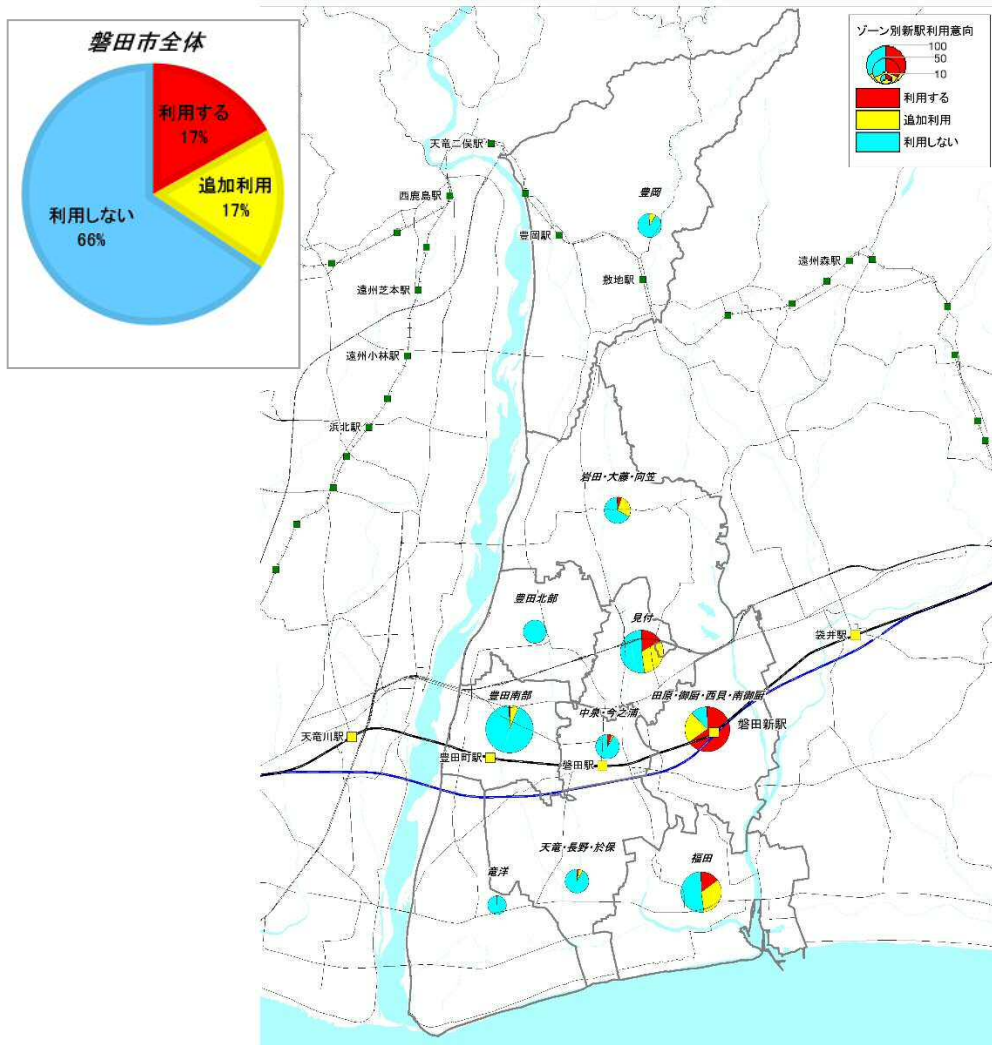 磐田市全体
利用する
17%
追加利用
17%
利用しない
66%
ゾーン別新駅利用意向
100
50
10
利用する
追加利用
利用しない
天竜二俣駅
西鹿島駅
豊岡
豊岡駅
敷地駅
遠州森駅
遠州芝本駅
遠州小林駅
浜北駅
岩田・大藤・向笠
豊田北部
見付
袋井駅
豊田南部
中泉・今之浦
田原・御厨・西貝・南御厨
磐田新駅
天竜川駅
豊田町駅
磐田駅
天竜・長野・於保
福田
竜洋